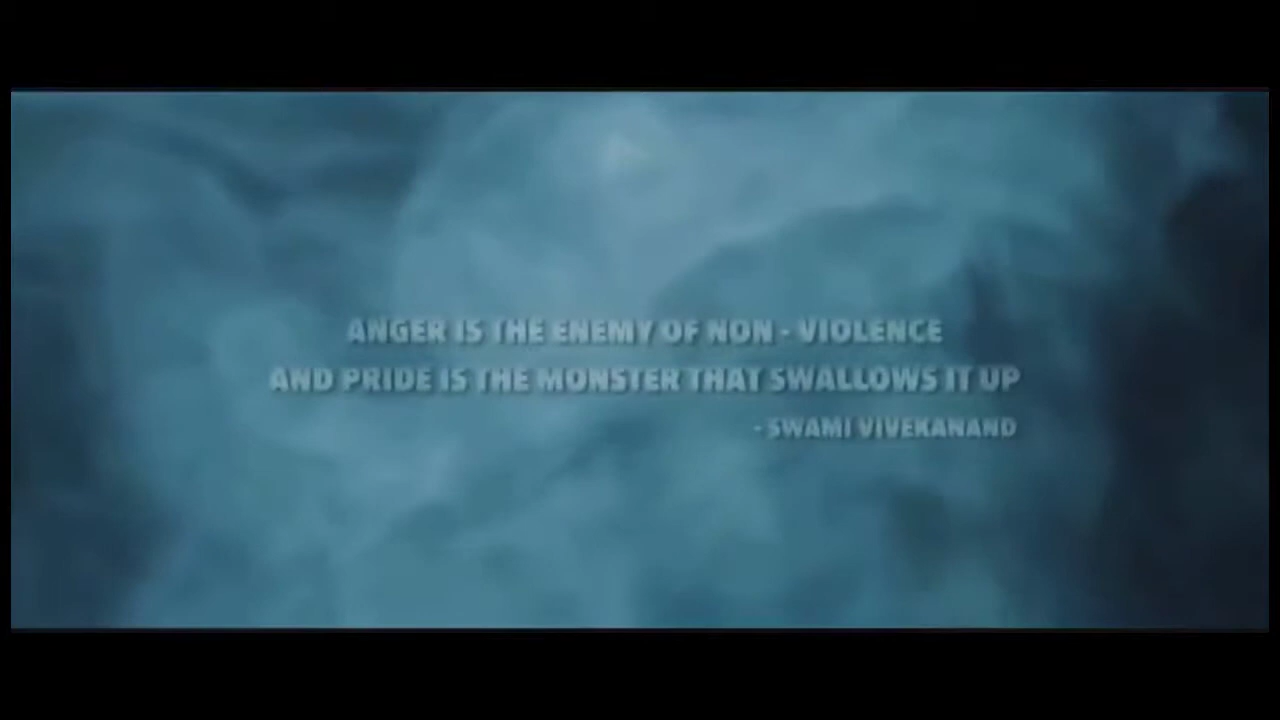 ANGER IS THE ENEMY OF NON - VIOLENCE
AND PRIDE IS THE MONSTER THAT SWALLOWS IT UP
- SWAMI VIVEKANAND